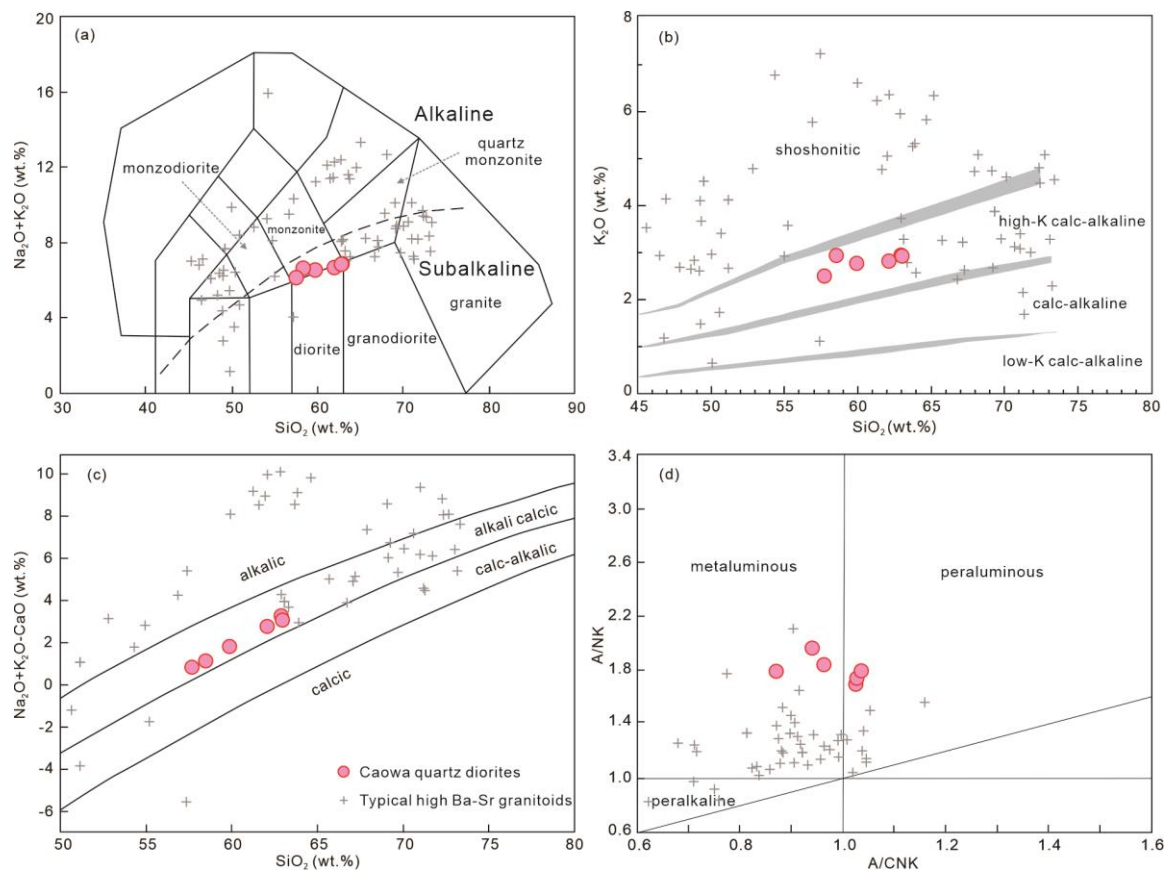 (a)
Alkaline
quartz
monzonite
monzodiorite
monzonite
Subalkaline
granite
granodiorite
diorite
Na₂O+K₂O (wt.%)
20
16
12
8
4
0
30
40
50
60
70
80
90
SiO₂ (wt.%)
(b)
shoshonitic
high-K calc-alkaline
calc-alkaline
low-K calc-alkaline
K₂O (wt.%)
8
6
4
2
0
45
50
55
60
65
70
75
80
SiO₂ (wt.%)
(c)
alkali calcic
alkalic
calc-alkalic
calcic
Caowa quartz diorites
Typical high Ba-Sr granitoids
Na₂O+K₂O-CaO (wt.%)
10
8
6
4
2
0
-2
-4
-6
50
55
60
65
70
75
80
SiO₂ (wt.%)
(d)
metaluminous
peraluminous
peralkaline
A/NK
3.4
3.0
2.6
2.2
1.8
1.4
1.0
0.6
0.6
0.8
1.0
1.2
1.4
1.6
A/CNK